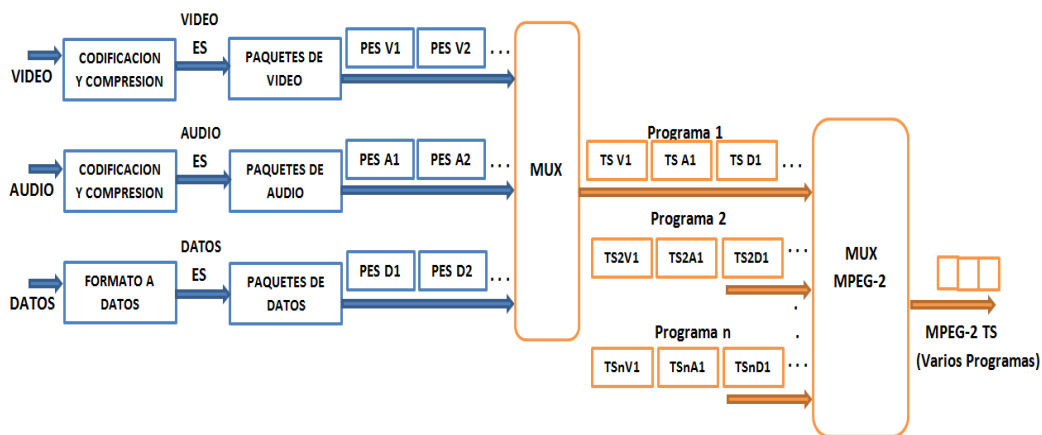 VIDEO
CODIFICACION
Y COMPRESION
VIDEO
ES
PAQUETES DE
VIDEO
PES V1
PES V2
...
AUDIO
CODIFICACION
Y COMPRESION
AUDIO
ES
PAQUETES DE
AUDIO
PES A1
PES A2
...
DATOS
FORMATO A
DATOS
DATOS
ES
PAQUETES DE
DATOS
PES D1
PES D2
...
MUX
Programa 1
TS V1
TS A1
TS D1
...
Programa 2
TS2V1
TS2A1
TS2D1
...
.
.
.
Programa n
TSnV1
TSnA1
TSnD1
...
MUX
MPEG-2
MPEG-2 TS
(Varios Programas)